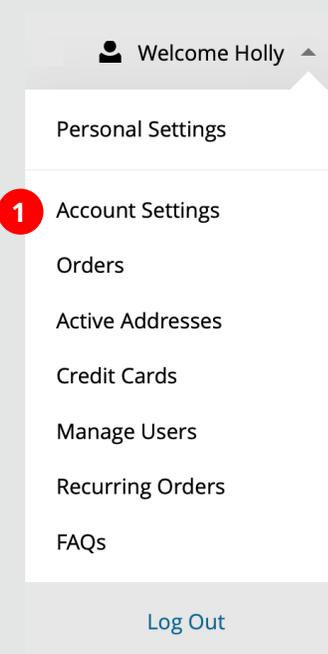 Welcome Holly
Personal Settings
1 Account Settings
Orders
Active Addresses
Credit Cards
Manage Users
Recurring Orders
FAQs
Log Out